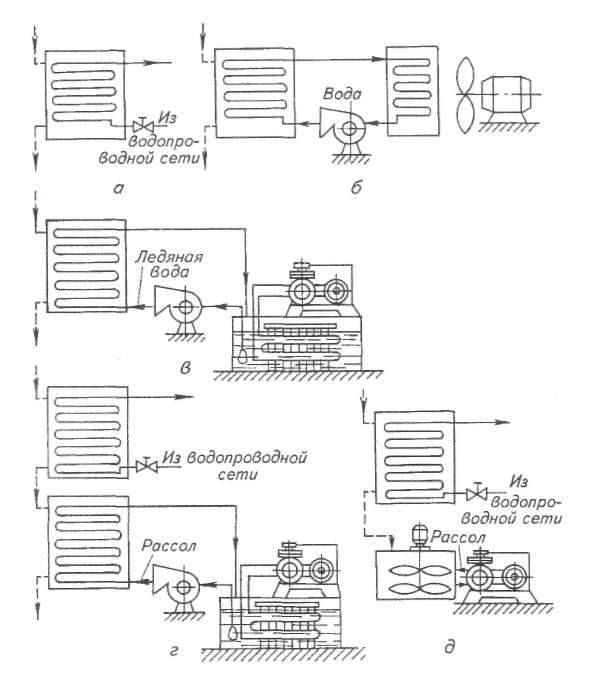 Из
водопро-
водной сети
а
Вода
б
Ледяная
вода
в
Из водопроводной
сети
Рассол
г
Из
водопро-
водной сети
Рассол
д